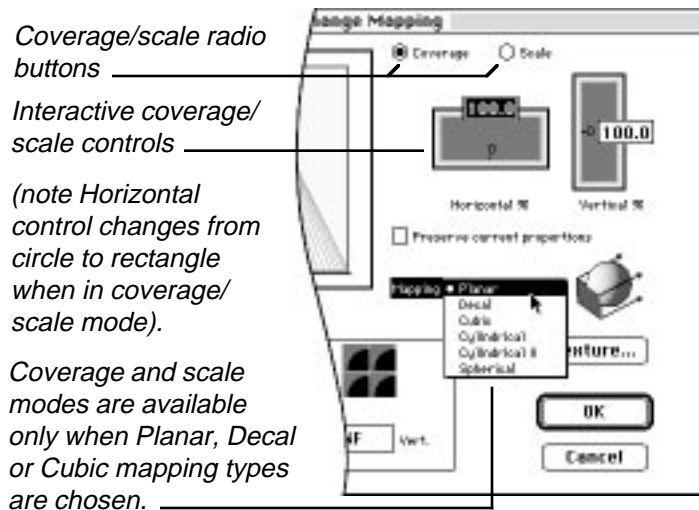 Coverage/scale radio
buttons
Interactive coverage/
scale controls
(note Horizontal
control changes from
circle to rectangle
when in coverage/
scale mode).
Coverage and scale
modes are available
only when Planar, Decal
or Cubic mapping types
are chosen.
ange Mapping
Coverage Scale
100.0
100.0
Horizontal % Vertical %
Preserve current proportions
Mapping Planar
Decal
Cubic
Cylindrical
Cylindrical II
Spherical
exture...
Vert.
OK
Cancel